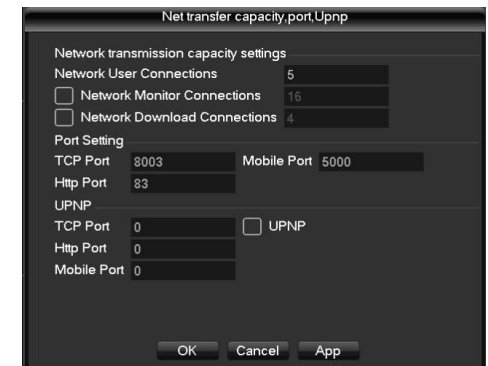 Net transfer capacity,port,Upnp
Network transmission capacity settings
Network User Connections 5
Network Monitor Connections 16
Network Download Connections 4
Port Setting
TCP Port 8003 Mobile Port 5000
Http Port 83
UPNP
TCP Port 0 UPNP
Http Port 0
Mobile Port 0
OK Cancel App